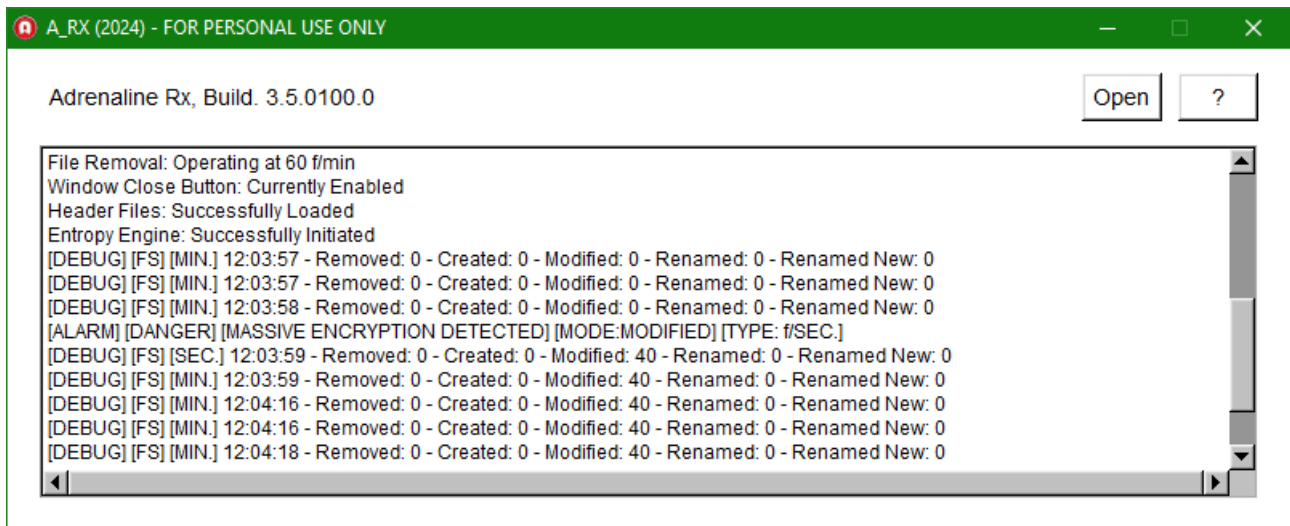 A_RX (2024) - FOR PERSONAL USE ONLY
Adrenaline Rx, Build. 3.5.0100.0
Open
?
File Removal: Operating at 60 f/min
Window Close Button: Currently Enabled
Header Files: Successfully Loaded
Entropy Engine: Successfully Initiated
[DEBUG] [FS] [MIN.] 12:03:57 - Removed: 0 - Created: 0 - Modified: 0 - Renamed: 0 - Renamed New: 0
[DEBUG] [FS] [MIN.] 12:03:57 - Removed: 0 - Created: 0 - Modified: 0 - Renamed: 0 - Renamed New: 0
[DEBUG] [FS] [MIN.] 12:03:58 - Removed: 0 - Created: 0 - Modified: 0 - Renamed: 0 - Renamed New: 0
[ALARM] [DANGER] [MASSIVE ENCRYPTION DETECTED] [MODE:MODIFIED] [TYPE: f/SEC.]
[DEBUG] [FS] [SEC.] 12:03:59 - Removed: 0 - Created: 0 - Modified: 40 - Renamed: 0 - Renamed New: 0
[DEBUG] [FS] [MIN.] 12:03:59 - Removed: 0 - Created: 0 - Modified: 40 - Renamed: 0 - Renamed New: 0
[DEBUG] [FS] [MIN.] 12:04:16 - Removed: 0 - Created: 0 - Modified: 40 - Renamed: 0 - Renamed New: 0
[DEBUG] [FS] [MIN.] 12:04:16 - Removed: 0 - Created: 0 - Modified: 40 - Renamed: 0 - Renamed New: 0
[DEBUG] [FS] [MIN.] 12:04:18 - Removed: 0 - Created: 0 - Modified: 40 - Renamed: 0 - Renamed New: 0